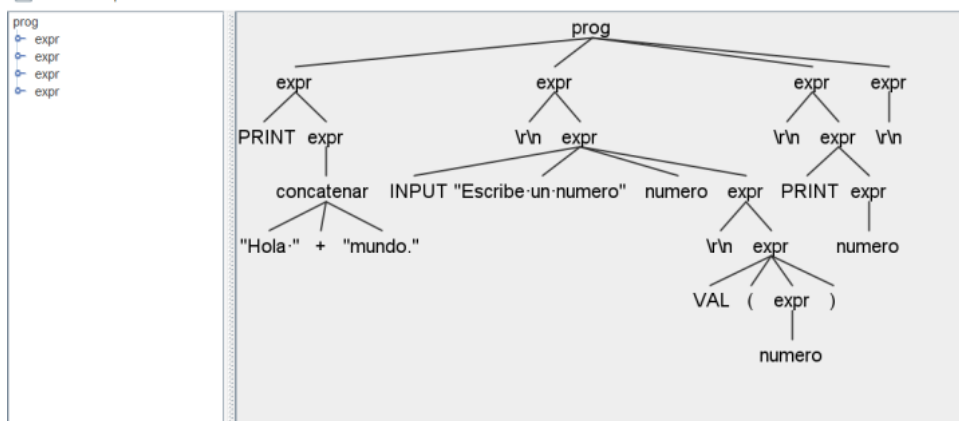 prog
expr
expr
expr
expr
prog
expr expr expr expr
PRINT expr \r\n expr \r\n expr \r\n
concatenar INPUT "Escribe·un·numero" numero expr PRINT expr
"Hola·" + "mundo." \r\n expr numero
VAL ( expr )
numero